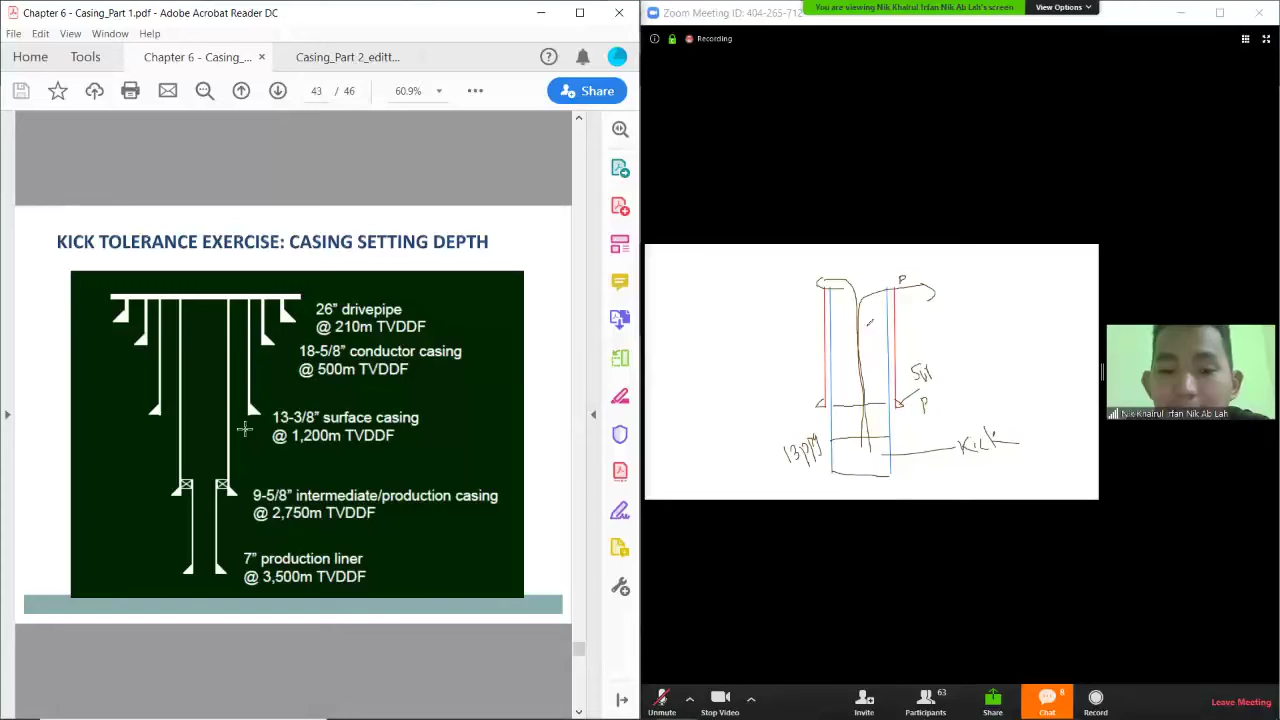 Chapter 6 - Casing_Part 1.pdf - Adobe Acrobat Reader DC
File Edit View Window Help
Home Tools Chapter 6 - Casing_... × Casing_Part 2_editt...
43 / 46 60.9% Share
KICK TOLERANCE EXERCISE: CASING SETTING DEPTH
26" drivepipe
@ 210m TVDDF
18-5/8" conductor casing
@ 500m TVDDF
13-3/8" surface casing
@ 1,200m TVDDF
9-5/8" intermediate/production casing
@ 2,750m TVDDF
7" production liner
@ 3,500m TVDDF
Zoom Meeting ID: 404-265-712
You are viewing Nik Khairul Irfan Nik Ab Lah's screen
View Options
Recording
P
P
13ppg
Kick
Nik Khairul Irfan Nik Ab Lah
63
8
Unmute Stop Video Invite Participants Share Chat Record Leave Meeting